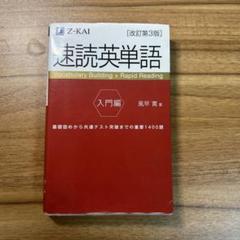 Z-KAI
[改訂第3版]
速読英単語
Vocabulary Building × Rapid Reading
入門編
風早 寛 著
基礎固めから共通テスト突破までの重要1400語